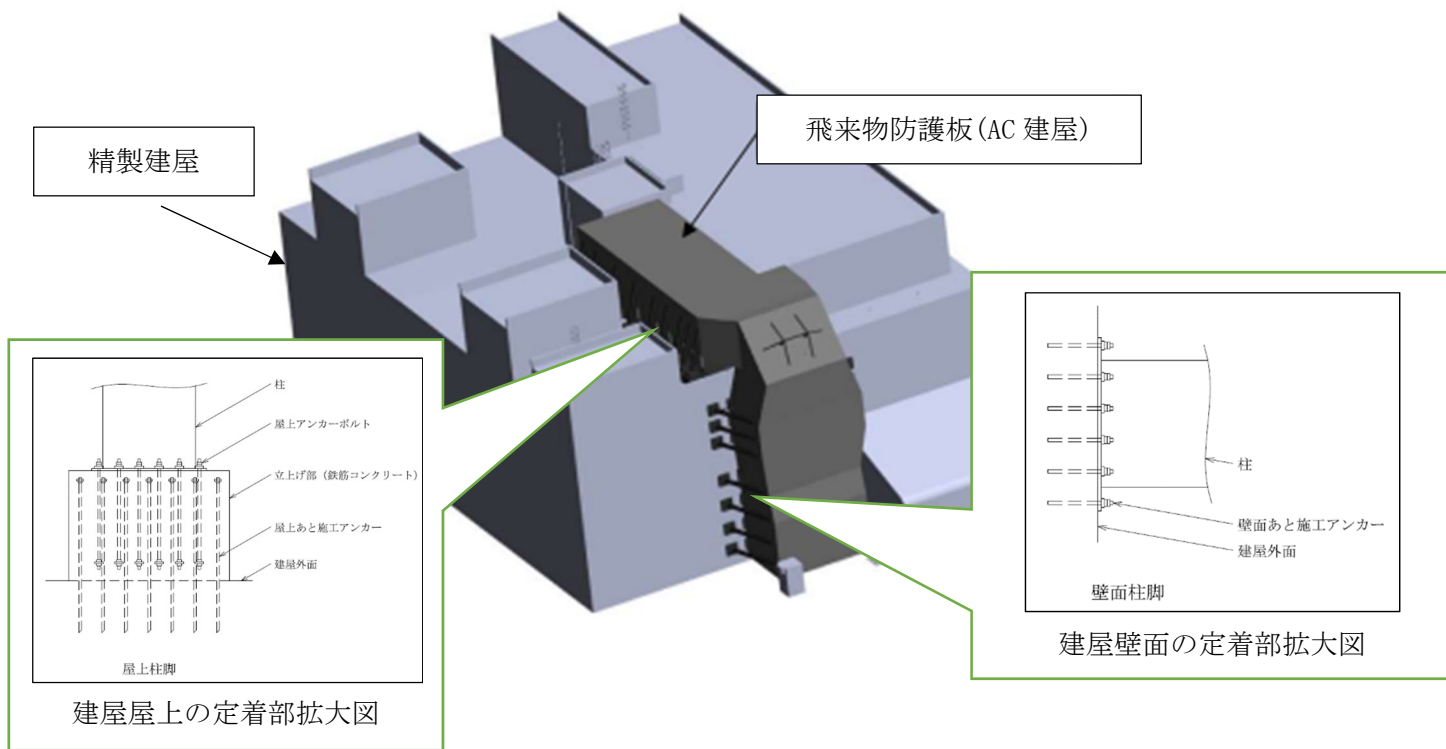 精製建屋
飛来物防護板(AC 建屋)
柱
屋上アンカーボルト
立上げ部（鉄筋コンクリート）
屋上あと施工アンカー
建屋外面
屋上柱脚
建屋屋上の定着部拡大図
柱
壁面あと施工アンカー
建屋外面
壁面柱脚
建屋壁面の定着部拡大図